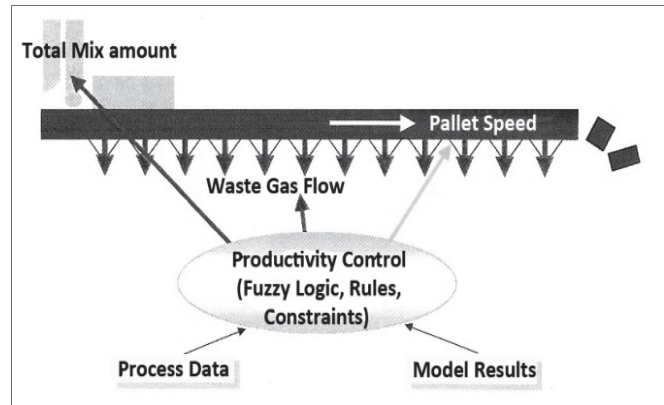 Total Mix amount
Pallet Speed
Waste Gas Flow
Productivity Control
(Fuzzy Logic, Rules,
Constraints)
Process Data
Model Results